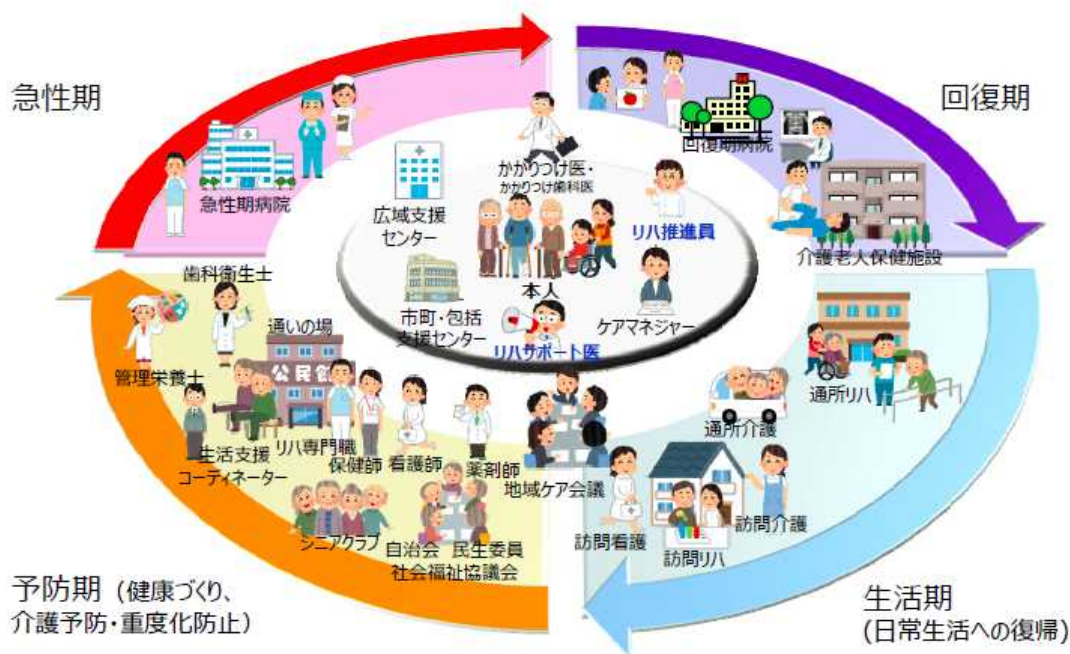 急性期
回復期
急性期病院
回復期病院
介護老人保健施設
かかりつけ医・
かかりつけ歯科医
広域支援
センター
リハ推進員
本人
市町・包括
支援センター
ケアマネジャー
リハサポート医
歯科衛生士
通いの場
公民館
管理栄養士
生活支援
コーディネーター
リハ専門職
保健師
看護師
薬剤師
地域ケア会議
シニアクラブ
自治会 民生委員
社会福祉協議会
通所リハ
通所介護
訪問看護
訪問リハ
訪問介護
予防期 (健康づくり、
介護予防・重度化防止)
生活期
(日常生活への復帰)